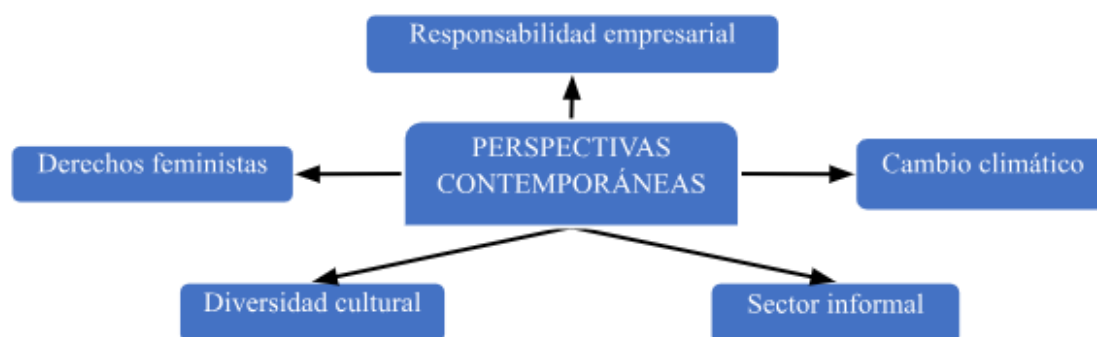 Responsabilidad empresarial
PERSPECTIVAS
CONTEMPORÁNEAS
Derechos feministas
Cambio climático
Diversidad cultural
Sector informal